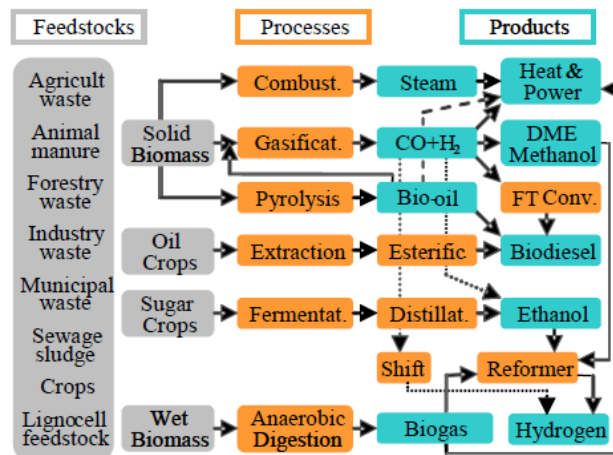 Feedstocks
Processes
Products
Agricult
waste
Animal
manure
Forestry
waste
Industry
waste
Municipal
waste
Sewage
sludge
Crops
Lignocell
feedstock
Solid
Biomass
Combust.
Steam
Heat &
Power
Gasificat.
CO+H₂
DME
Methanol
Pyrolysis
Bio-oil
FT Conv.
Oil
Crops
Extraction
Esterific
Biodiesel
Sugar
Crops
Fermentat.
Distillat.
Ethanol
Shift
Reformer
Wet
Biomass
Anaerobic
Digestion
Biogas
Hydrogen